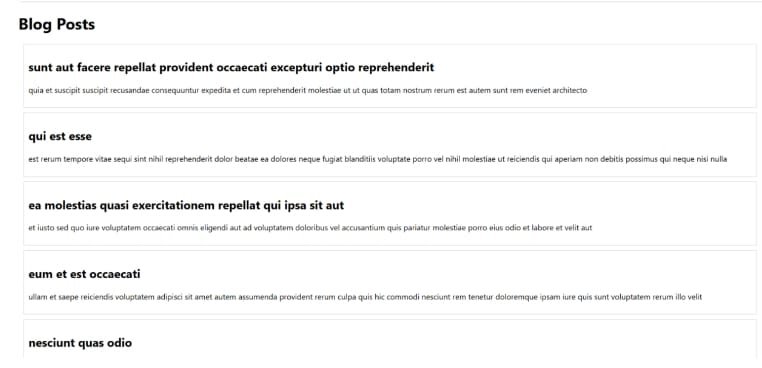 Blog Posts
sunt aut facere repellat provident occaecati excepturi optio reprehenderit
quia et suscipit suscipit recusandae consequuntur expedita et cum reprehenderit molestiae ut ut quas totam nostrum rerum est autem sunt rem eveniet architecto
qui est esse
est rerum tempore vitae sequi sint nihil reprehenderit dolor beatae ea dolores neque fugiat blanditiis voluptate porro vel nihil molestiae ut reiciendis qui aperiam non debitis possimus qui neque nisi nulla
ea molestias quasi exercitationem repellat qui ipsa sit aut
et iusto sed quo iure voluptatem occaecati omnis eligendi aut ad voluptatem doloribus vel accusantium quis pariatur molestiae porro eius odio et labore et velit aut
eum et est occaecati
ullam et saepe reiciendis voluptatem adipisci sit amet autem assumenda provident rerum culpa quis hic commodi nesciunt rem tenetur doloremque ipsam iure quis sunt voluptatem rerum illo velit
nesciunt quas odio